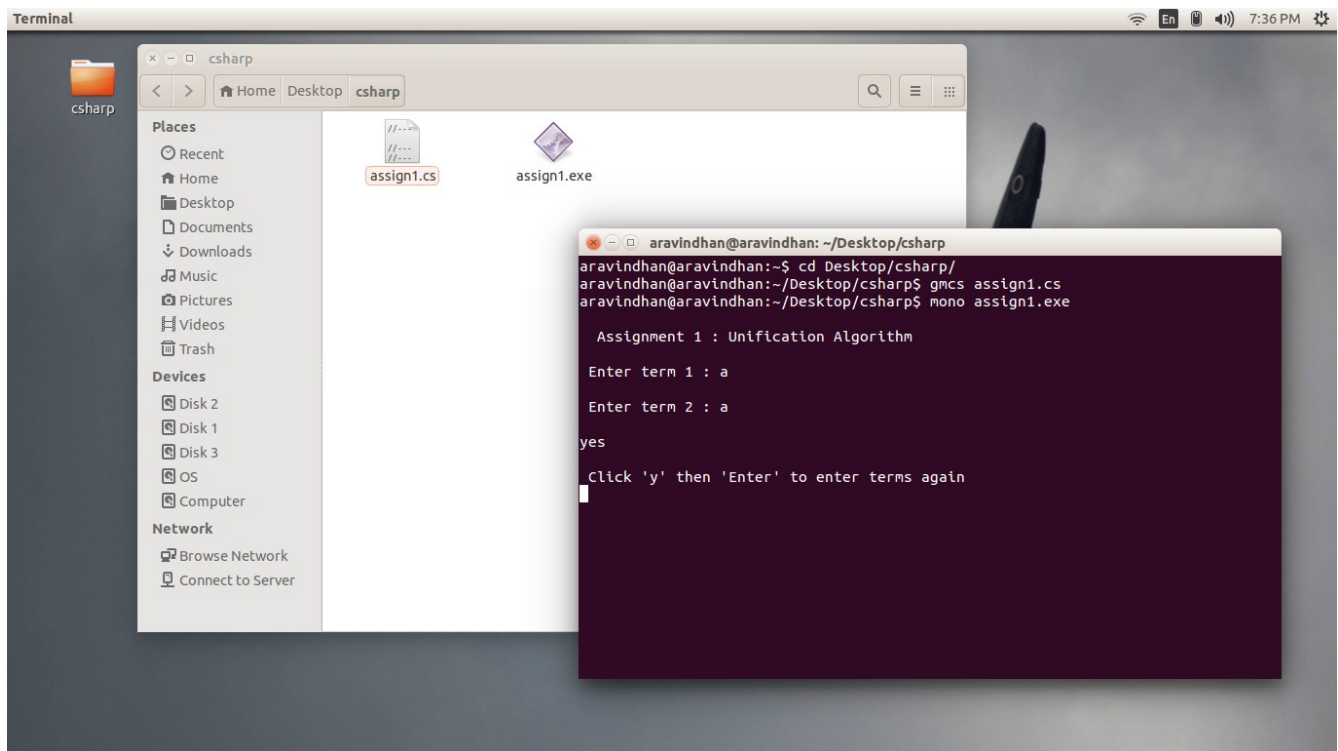 Terminal
En
7:36 PM
csharp
csharp
Home Desktop csharp
Places
Recent
Home
Desktop
Documents
Downloads
Music
Pictures
Videos
Trash
Devices
Disk 2
Disk 1
Disk 3
OS
Computer
Network
Browse Network
Connect to Server
//---
//---
//---
assign1.cs
assign1.exe
aravindhan@aravindhan: ~/Desktop/csharp
aravindhan@aravindhan:~$ cd Desktop/csharp/
aravindhan@aravindhan:~/Desktop/csharp$ gmcs assign1.cs
aravindhan@aravindhan:~/Desktop/csharp$ mono assign1.exe
Assignment 1 : Unification Algorithm
Enter term 1 : a
Enter term 2 : a
yes
Click 'y' then 'Enter' to enter terms again